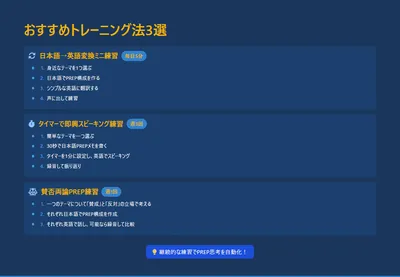 おすすめトレーニング法3選
日本語→英語変換ミニ練習 毎日5分
1. 身近なテーマを1つ選ぶ
2. 日本語でPREP構成を作る
3. シンプルな英語に翻訳する
4. 声に出して練習
タイマーで即興スピーキング練習 週3回
1. 簡単なテーマを一つ選ぶ
2. 30秒で日本語PREPメモを書く
3. タイマーを1分に設定し、英語でスピーキング
4. 録音して振り返り
賛否両論PREP練習
1. 一つのテーマについて「賛成」と「反対」の立場で考える
2. それぞれ日本語でPREP構成を作成
3. それぞれ英語で話し、可能なら録音して比較
継続的な練習でPREP思考を自動化！